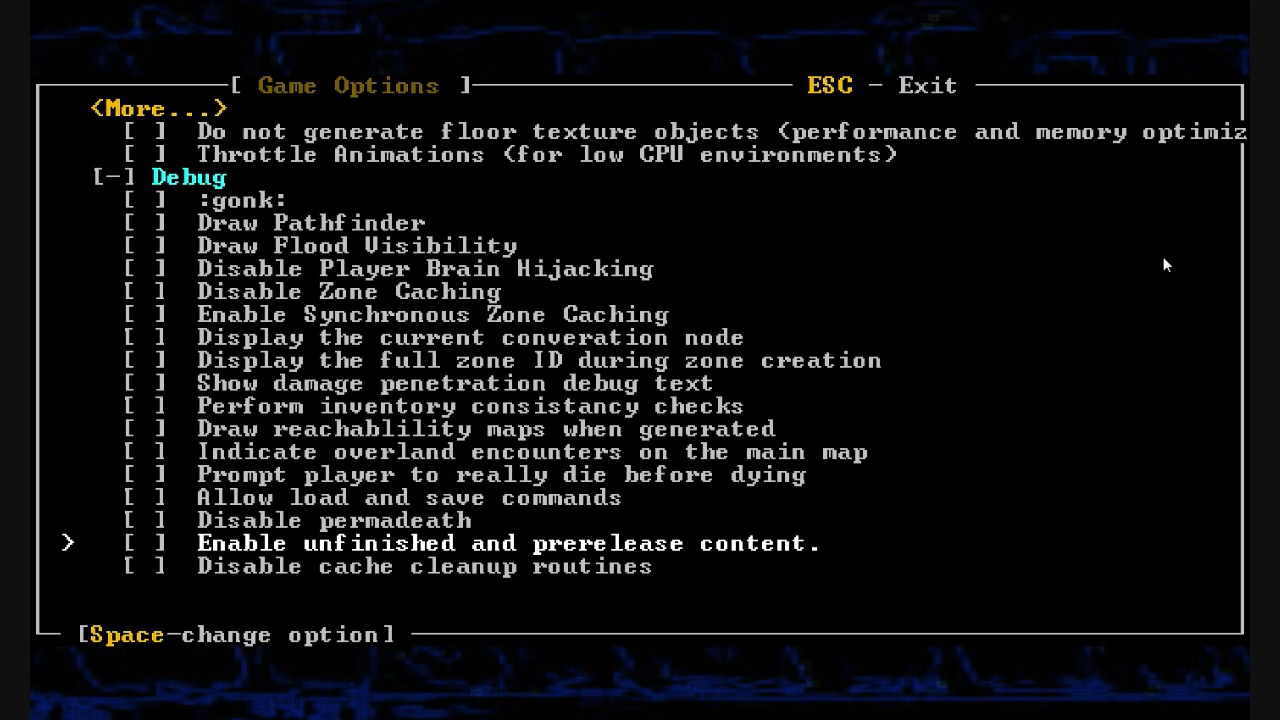 [ Game Options ] ESC - Exit
<More...>
[ ] Do not generate floor texture objects (performance and memory optimiz
[ ] Throttle Animations (for low CPU environments)
[-] Debug
[ ] :gonk:
[ ] Draw Pathfinder
[ ] Draw Flood Visibility
[ ] Disable Player Brain Hijacking
[ ] Disable Zone Caching
[ ] Enable Synchronous Zone Caching
[ ] Display the current converation node
[ ] Display the full zone ID during zone creation
[ ] Show damage penetration debug text
[ ] Perform inventory consistancy checks
[ ] Draw reachablility maps when generated
[ ] Indicate overland encounters on the main map
[ ] Prompt player to really die before dying
[ ] Allow load and save commands
[ ] Disable permadeath
> [ ] Enable unfinished and prerelease content.
[ ] Disable cache cleanup routines
[Space-change option]